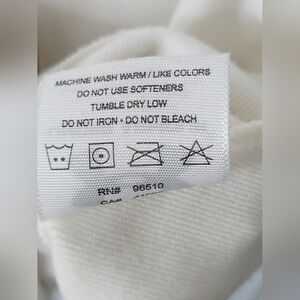 MACHINE WASH WARM / LIKE COLORS
DO NOT USE SOFTENERS
TUMBLE DRY LOW
DO NOT IRON • DO NOT BLEACH
RN# 96510
CA#